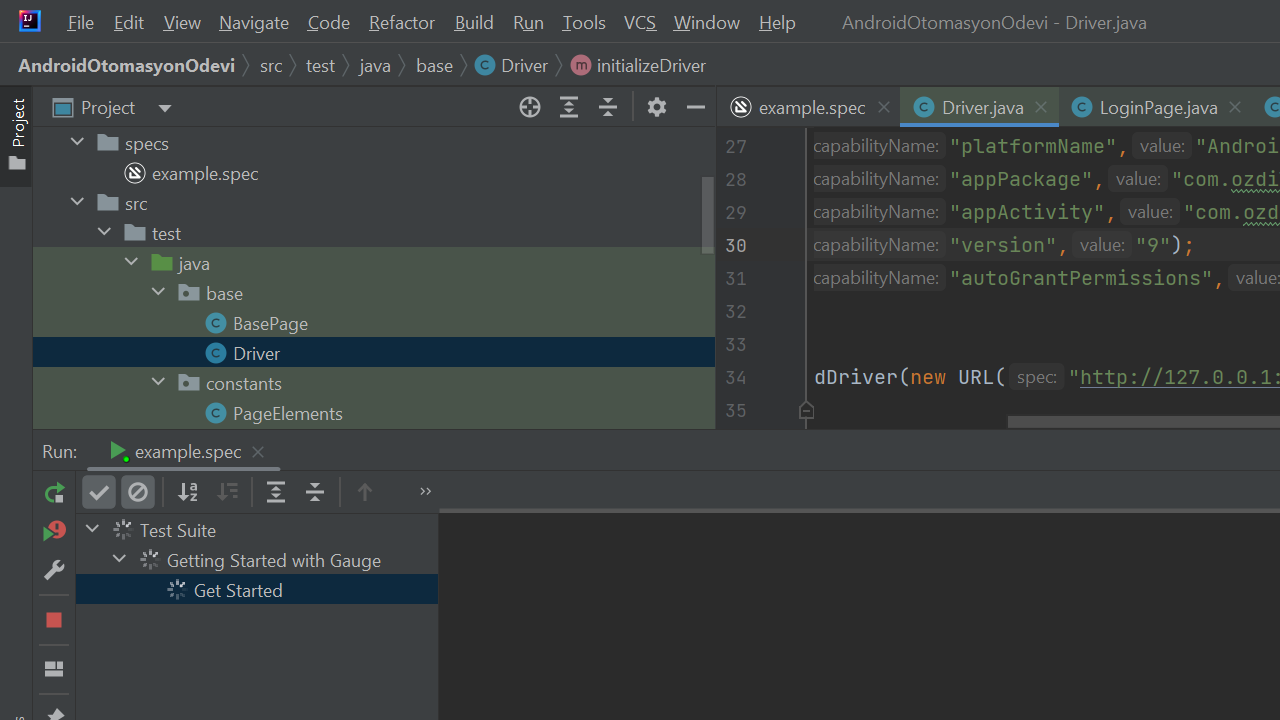 File Edit View Navigate Code Refactor Build Run Tools VCS Window Help AndroidOtomasyonOdevi - Driver.java
AndroidOtomasyonOdevi src test java base Driver initializeDriver
Project
Project
specs
example.spec
src
test
java
base
BasePage
Driver
constants
PageElements
example.spec Driver.java LoginPage.java
27 capabilityName: "platformName", value: "Androi
28 capabilityName: "appPackage", value: "com.ozdi
29 capabilityName: "appActivity", value: "com.ozd
30 capabilityName: "version", value: "9");
31 capabilityName: "autoGrantPermissions", value:
32
33
34 dDriver(new URL( spec: "http://127.0.0.1:
35
Run: example.spec
Test Suite
Getting Started with Gauge
Get Started